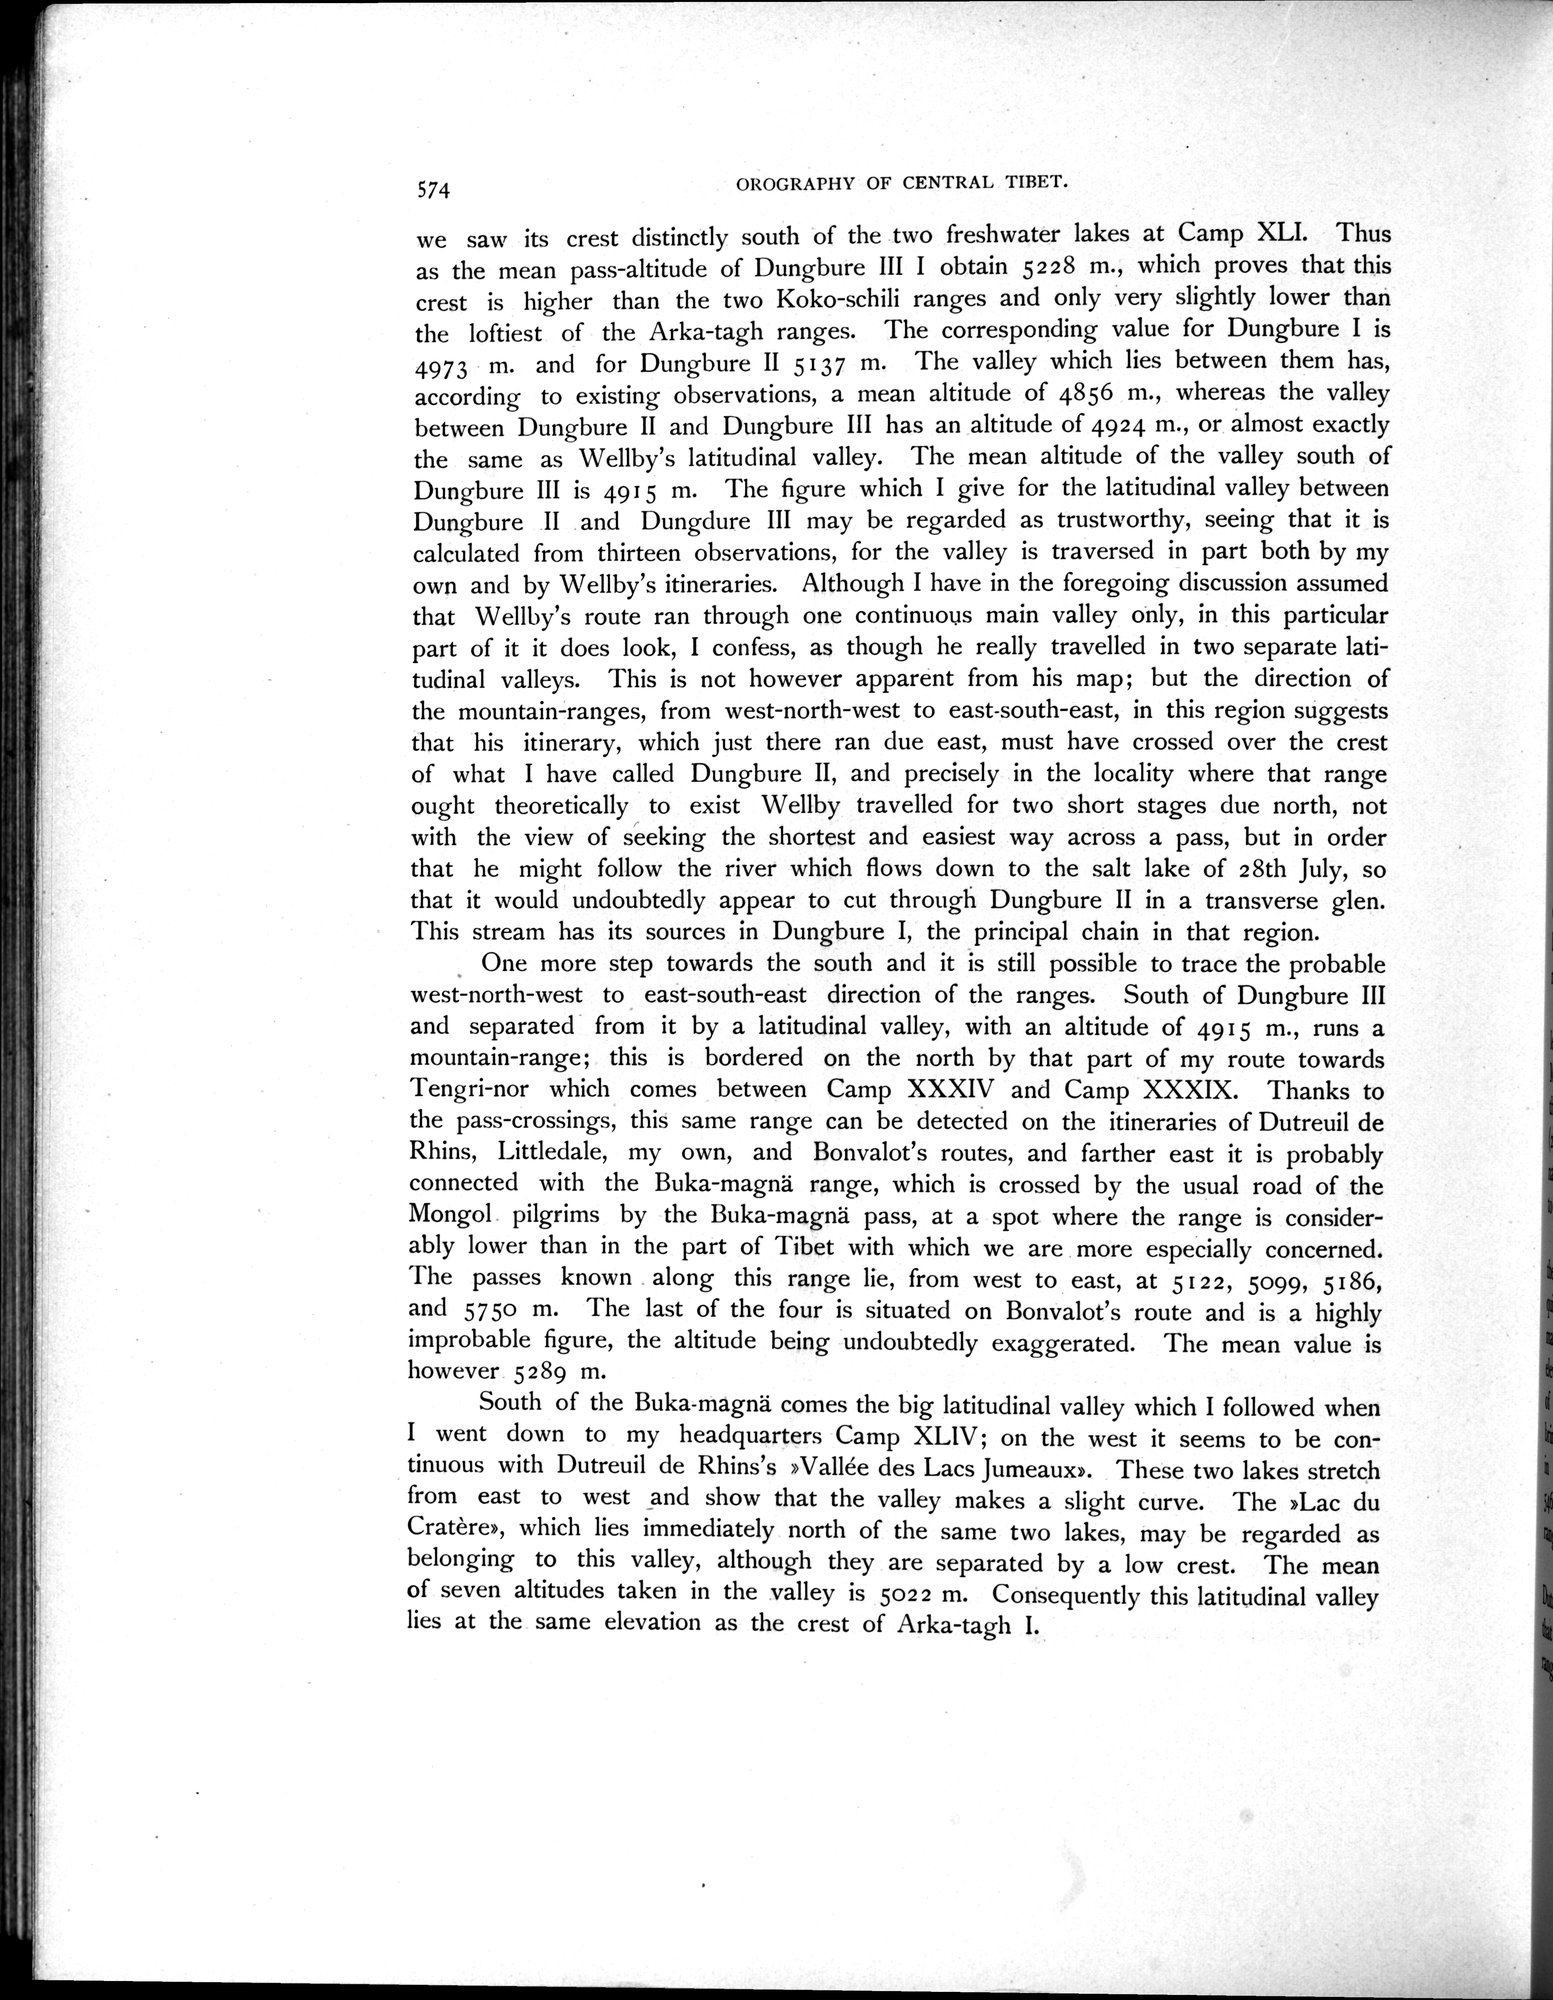 574
OROGRAPHY OF CENTRAL TIBET.
we saw its crest distinctly south of the two freshwater lakes at Camp XLI. Thus
as the mean pass-altitude of Dungbure III I obtain 5228 m., which proves that this
crest is higher than the two Koko-schili ranges and only very slightly lower than
the loftiest of the Arka-tagh ranges. The corresponding value for Dungbure I is
4973 m. and for Dungbure II 5137 m. The valley which lies between them has,
according to existing observations, a mean altitude of 4856 m., whereas the valley
between Dungbure II and Dungbure III has an altitude of 4924 m., or almost exactly
the same as Wellby's latitudinal valley. The mean altitude of the valley south of
Dungbure III is 4915 m. The figure which I give for the latitudinal valley between
Dungbure II and Dungdure III may be regarded as trustworthy, seeing that it is
calculated from thirteen observations, for the valley is traversed in part both by my
own and by Wellby's itineraries. Although I have in the foregoing discussion assumed
that Wellby's route ran through one continuous main valley only, in this particular
part of it it does look, I confess, as though he really travelled in two separate lati-
tudinal valleys. This is not however apparent from his map; but the direction of
the mountain-ranges, from west-north-west to east-south-east, in this region suggests
that his itinerary, which just there ran due east, must have crossed over the crest
of what I have called Dungbure II, and precisely in the locality where that range
ought theoretically to exist Wellby travelled for two short stages due north, not
with the view of seeking the shortest and easiest way across a pass, but in order
that he might follow the river which flows down to the salt lake of 28th July, so
that it would undoubtedly appear to cut through Dungbure II in a transverse glen.
This stream has its sources in Dungbure I, the principal chain in that region.
One more step towards the south and it is still possible to trace the probable
west-north-west to east-south-east direction of the ranges. South of Dungbure III
and separated from it by a latitudinal valley, with an altitude of 4915 m., runs a
mountain-range; this is bordered on the north by that part of my route towards
Tengri-nor which comes between Camp XXXIV and Camp XXXIX. Thanks to
the pass-crossings, this same range can be detected on the itineraries of Dutreuil de
Rhins, Littledale, my own, and Bonvalot's routes, and farther east it is probably
connected with the Buka-magnä range, which is crossed by the usual road of the
Mongol pilgrims by the Buka-magnä pass, at a spot where the range is consider-
ably lower than in the part of Tibet with which we are more especially concerned.
The passes known along this range lie, from west to east, at 5122, 5099, 5186,
and 5750 m. The last of the four is situated on Bonvalot's route and is a highly
improbable figure, the altitude being undoubtedly exaggerated. The mean value is
however 5289 m.
South of the Buka-magnä comes the big latitudinal valley which I followed when
I went down to my headquarters Camp XLIV; on the west it seems to be con-
tinuous with Dutreuil de Rhins's »Vallée des Lacs Jumeaux». These two lakes stretch
from east to west and show that the valley makes a slight curve. The »Lac du
Cratère», which lies immediately north of the same two lakes, may be regarded as
belonging to this valley, although they are separated by a low crest. The mean
of seven altitudes taken in the valley is 5022 m. Consequently this latitudinal valley
lies at the same elevation as the crest of Arka-tagh I.